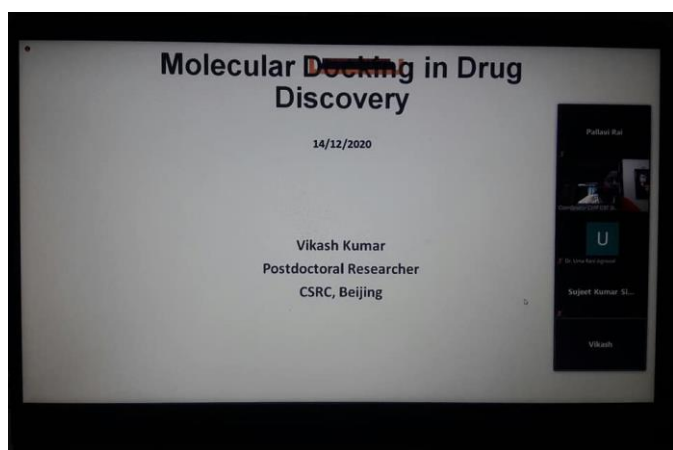 Molecular Docking in Drug
Discovery
14/12/2020
Vikash Kumar
Postdoctoral Researcher
CSRC, Beijing
Pallavi Rai
U
Sujeet Kumar Si...
Vikash